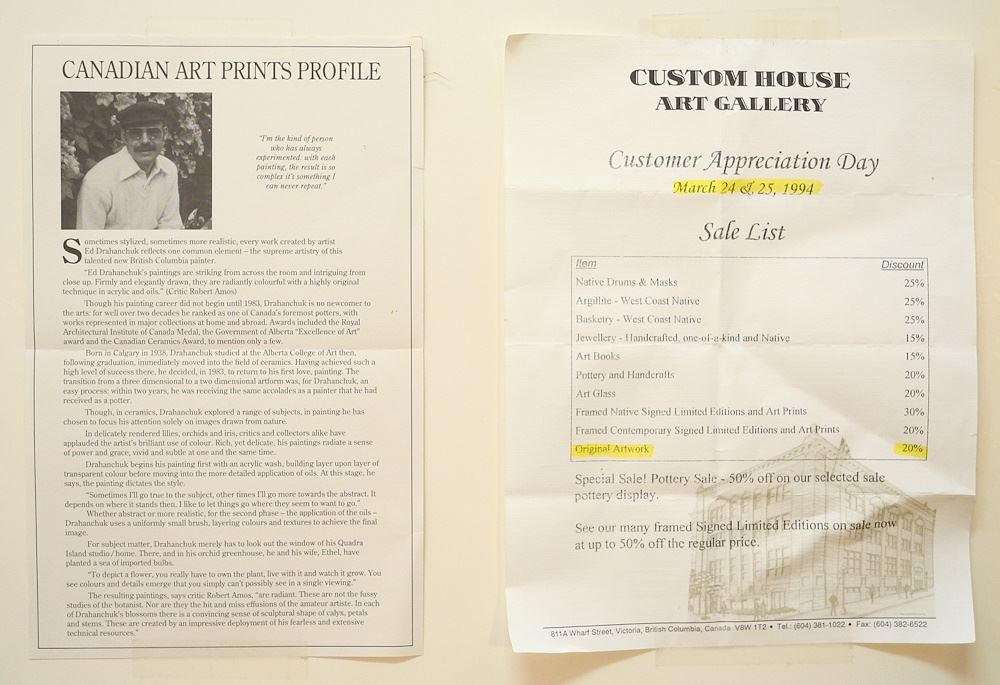 CANADIAN ART PRINTS PROFILE
"I'm the kind of person
who has always
experimented: with each
painting, the result is so
complex it's something I
can never repeat."
Sometimes stylized, sometimes more realistic, every work created by artist
Ed Drahanchuk reflects one common element – the supreme artistry of this
talented new British Columbia painter.
"Ed Drahanchuk's paintings are striking from across the room and intriguing from
close up. Firmly and elegantly drawn, they are radiantly colourful with a highly original
technique in acrylic and oils." (Critic Robert Amos)
Though his painting career did not begin until 1983, Drahanchuk is no newcomer to
the arts: for well over two decades he ranked as one of Canada's foremost potters, with
works represented in major collections at home and abroad. Awards included the Royal
Architectural Institute of Canada Medal, the Government of Alberta "Excellence of Art"
award and the Canadian Ceramics Award, to mention only a few.
Born in Calgary in 1938, Drahanchuk studied at the Alberta College of Art then,
following graduation, immediately moved into the field of ceramics. Having achieved such a
high level of success there, he decided, in 1983, to return to his first love, painting. The
transition from a three dimensional to a two dimensional artform was, for Drahanchuk, an
easy process: within two years, he was receiving the same accolades as a painter that he had
received as a potter.
Though, in ceramics, Drahanchuk explored a range of subjects, in painting he has
chosen to focus his attention solely on images drawn from nature.
In delicately rendered lilies, orchids and iris, critics and collectors alike have
applauded the artist's brilliant use of colour. Rich, yet delicate, his paintings radiate a sense
of power and grace, vivid and subtle at one and the same time.
Drahanchuk begins his painting first with an acrylic wash, building layer upon layer of
transparent colour before moving into the more detailed application of oils. At this stage, he
says, the painting dictates the style.
"Sometimes I'll go true to the subject, other times I'll go more towards the abstract. It
depends on where it stands then. I like to let things go where they seem to want to go."
Whether abstract or more realistic, for the second phase – the application of the oils –
Drahanchuk uses a uniformly small brush, layering colours and textures to achieve the final
image.
For subject matter, Drahanchuk merely has to look out the window of his Quadra
Island studio/home. There, and in his orchid greenhouse, he and his wife, Ethel, have
planted a sea of imported bulbs.
"To depict a flower, you really have to own the plant, live with it and watch it grow. You
see colours and details emerge that you simply can't possibly see in a single viewing."
The resulting paintings, says critic Robert Amos, "are radiant. These are not the fussy
studies of the botanist. Nor are they the hit and miss effusions of the amateur artiste. In each
of Drahanchuk's blossoms there is a convincing sense of sculptural shape of calyx, petals
and stems. These are created by an impressive deployment of his fearless and extensive
technical resources."
CUSTOM HOUSE
ART GALLERY
Customer Appreciation Day
March 24 & 25, 1994
Sale List
Item Discount
Native Drums & Masks 25%
Argillite - West Coast Native 25%
Basketry - West Coast Native 25%
Jewellery - Handcrafted, one-of-a-kind and Native 15%
Art Books 15%
Pottery and Handcrafts 20%
Art Glass 20%
Framed Native Signed Limited Editions and Art Prints 30%
Framed Contemporary Signed Limited Editions and Art Prints 20%
Original Artwork 20%
Special Sale! Pottery Sale - 50% off on our selected sale
pottery display.
See our many framed Signed Limited Editions on sale now
at up to 50% off the regular price.
811A Wharf Street, Victoria, British Columbia, Canada V8W 1T2 • Tel.: (604) 381-1022 • Fax: (604) 382-6522